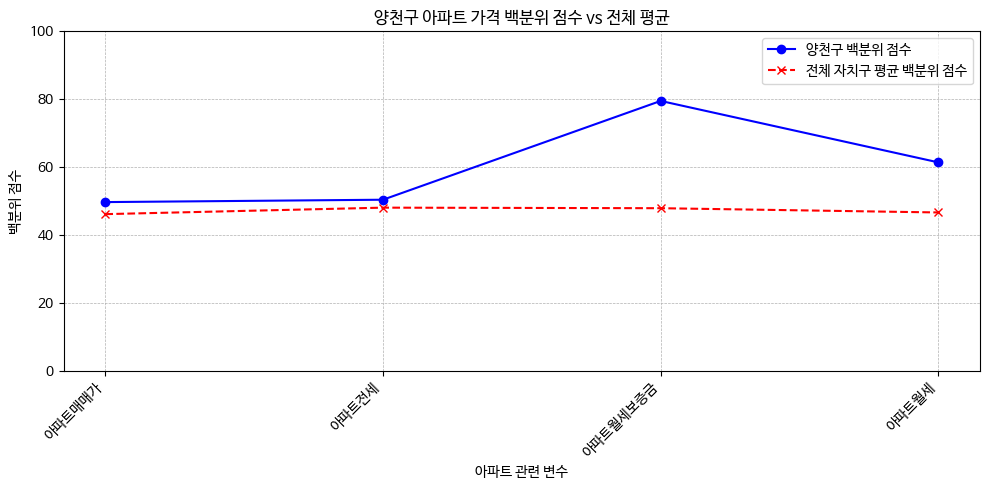 양천구 아파트 가격 백분위 점수 vs 전체 평균
양천구 백분위 점수
전체 자치구 평균 백분위 점수
백분위 점수
100
80
60
40
20
0
아파트매매가
아파트전세
아파트월세보증금
아파트월세
아파트 관련 변수